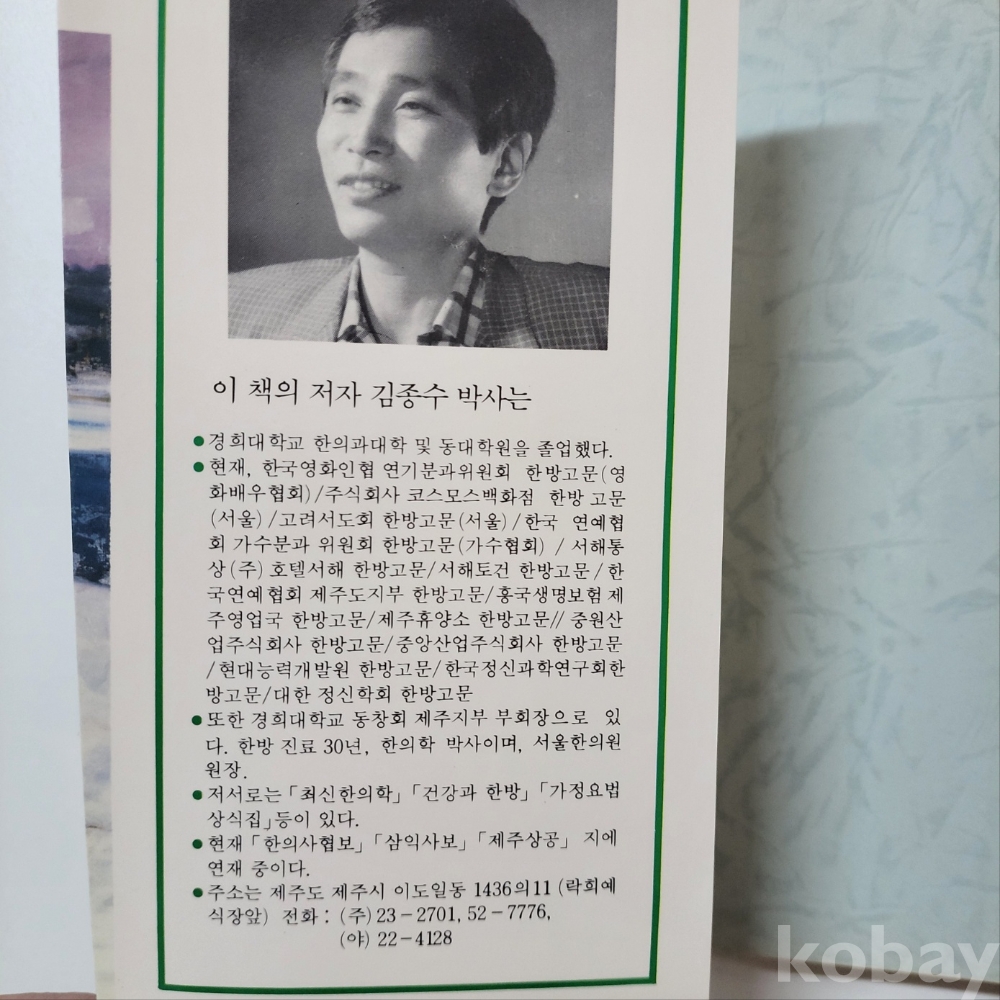 이 책의 저자 김종수 박사는
●경희대학교 한의과대학 및 동대학원을 졸업했다.
●현재, 한국영화인협 연기분과위원회 한방고문(영
화배우협회)/주식회사 코스모스백화점 한방 고문
(서울)/고려서도회 한방고문(서울)/한국 연예협
회 가수분과 위원회 한방고문(가수협회) / 서해통
상(주) 호텔서해 한방고문/서해토건 한방고문/한
국연예협회 제주도지부 한방고문/흥국생명보험 제
주영업국 한방고문/제주휴양소 한방고문// 중원산
업주식회사 한방고문/중앙산업주식회사 한방고문
/현대능력개발원 한방고문/한국정신과학연구회한
방고문/대한 정신학회 한방고문
●또한 경희대학교 동창회 제주지부 부회장으로 있
다. 한방 진료 30년, 한의학 박사이며, 서울한의원
원장.
●저서로는 「최신한의학」 「건강과 한방」 「가정요법
상식집」등이 있다.
●현재 「한의사협보」 「삼익사보」 「제주상공」 지에
연재 중이다.
●주소는 제주도 제주시 이도일동 1436의11 (락희예
식장앞) 전화 : (주) 23-2701, 52-7776,
(야) 22-4128
kobay